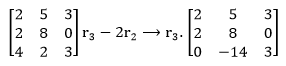 [2 5 3; 2 8 0; 4 2 3] r₃ − 2r₂ ⟶ r₃. [2 5 3; 2 8 0; 0 −14 3]